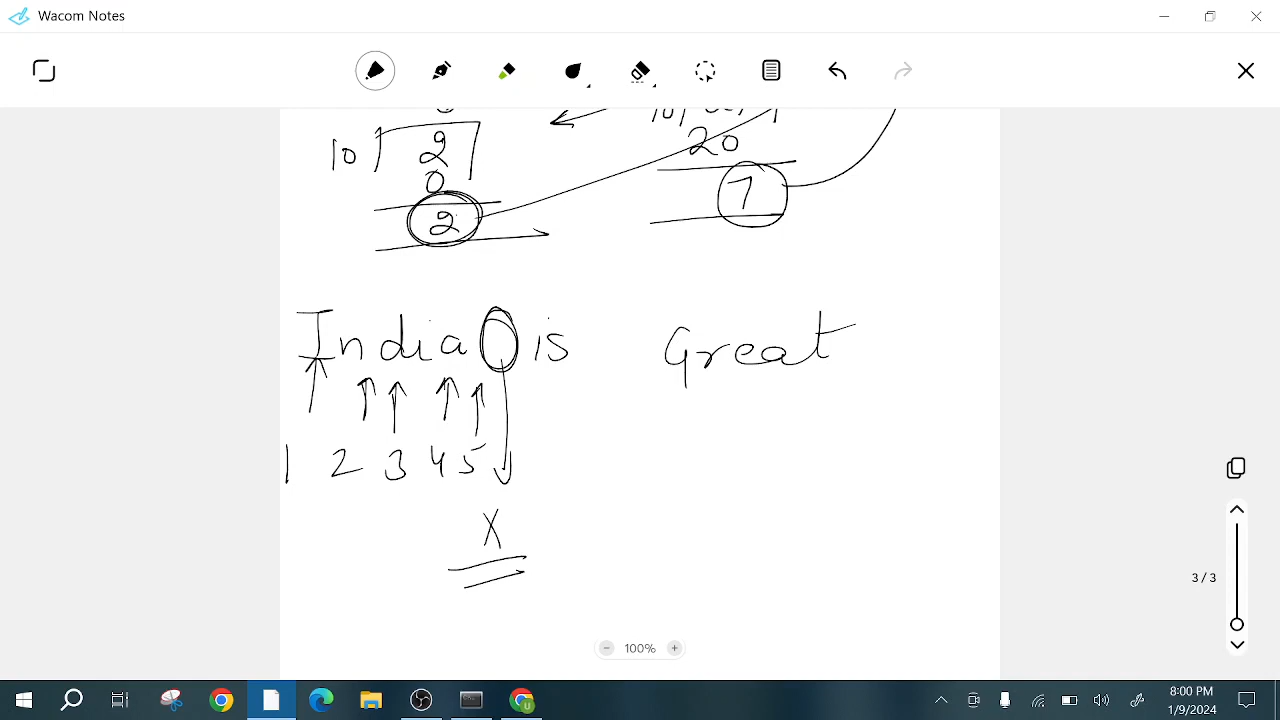 Wacom Notes
10 2 20
0 7
2
India is Great
1 2 3 4 5
X
3 / 3
100%
:00 PM
1/9/2024